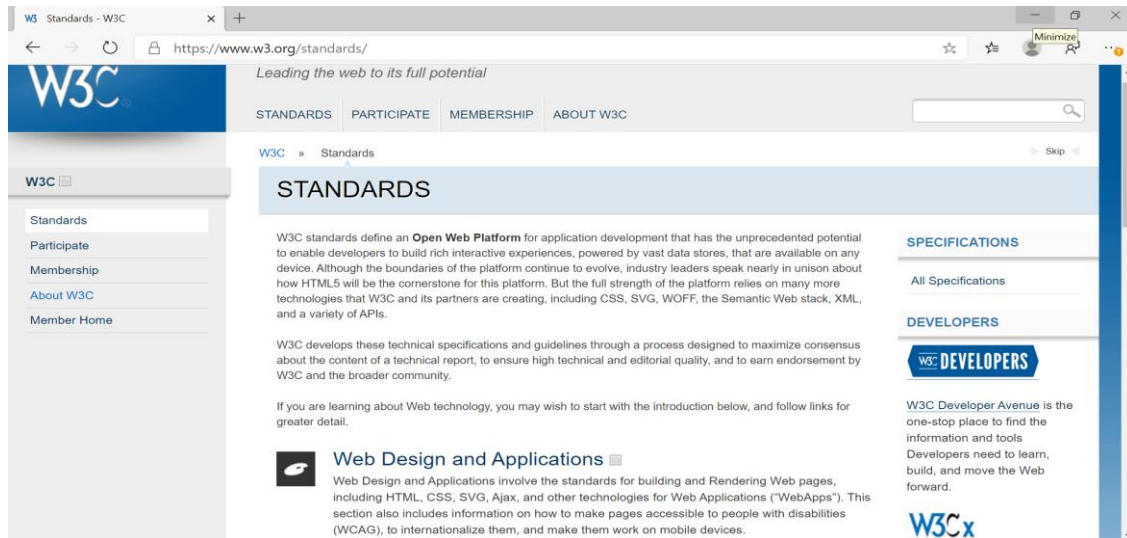 W3 Standards - W3C
Minimize
https://www.w3.org/standards/
W3C
Leading the web to its full potential
STANDARDS PARTICIPATE MEMBERSHIP ABOUT W3C
W3C » Standards
Skip
W3C
Standards
Participate
Membership
About W3C
Member Home
STANDARDS
W3C standards define an Open Web Platform for application development that has the unprecedented potential
to enable developers to build rich interactive experiences, powered by vast data stores, that are available on any
device. Although the boundaries of the platform continue to evolve, industry leaders speak nearly in unison about
how HTML5 will be the cornerstone for this platform. But the full strength of the platform relies on many more
technologies that W3C and its partners are creating, including CSS, SVG, WOFF, the Semantic Web stack, XML,
and a variety of APIs.
W3C develops these technical specifications and guidelines through a process designed to maximize consensus
about the content of a technical report, to ensure high technical and editorial quality, and to earn endorsement by
W3C and the broader community.
If you are learning about Web technology, you may wish to start with the introduction below, and follow links for
greater detail.
Web Design and Applications
Web Design and Applications involve the standards for building and Rendering Web pages,
including HTML, CSS, SVG, Ajax, and other technologies for Web Applications (“WebApps”). This
section also includes information on how to make pages accessible to people with disabilities
(WCAG), to internationalize them, and make them work on mobile devices.
SPECIFICATIONS
All Specifications
DEVELOPERS
W3C DEVELOPERS
W3C Developer Avenue is the
one-stop place to find the
information and tools
Developers need to learn,
build, and move the Web
forward.
W3Cx